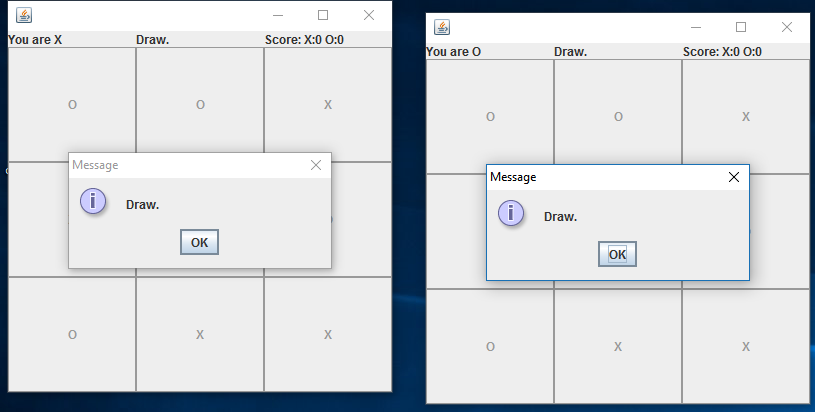 You are X Draw. Score: X:0 O:0
O O X
Message
i
Draw.
OK
O X X
You are O Draw. Score: X:0 O:0
O O X
Message
i
Draw.
OK
O X X